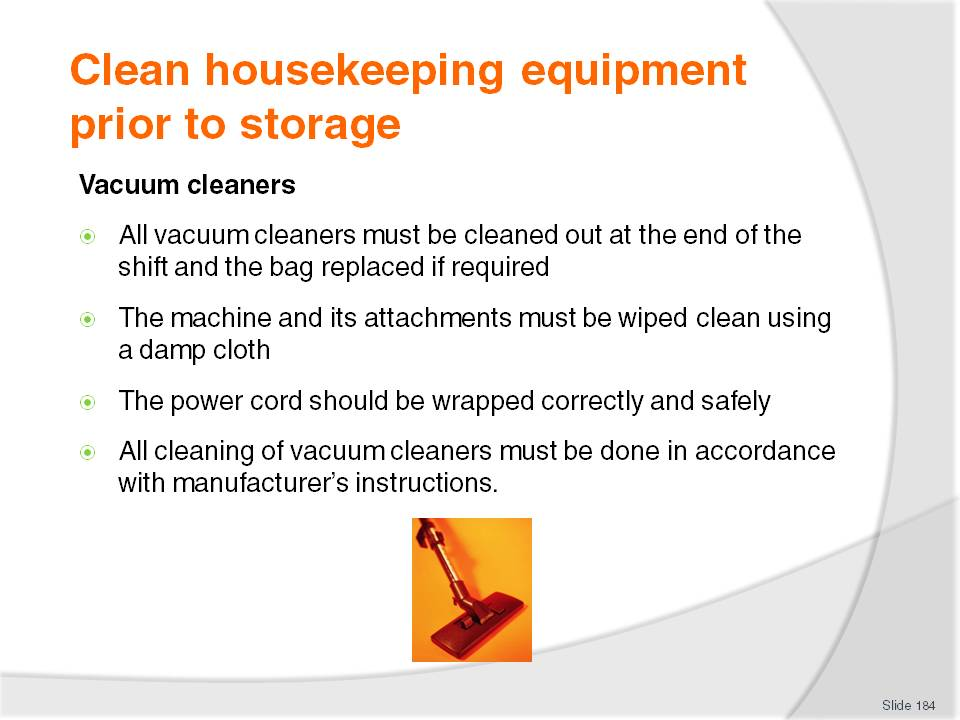 Clean housekeeping equipment
prior to storage
Vacuum cleaners
All vacuum cleaners must be cleaned out at the end of the
shift and the bag replaced if required
The machine and its attachments must be wiped clean using
a damp cloth
The power cord should be wrapped correctly and safely
All cleaning of vacuum cleaners must be done in accordance
with manufacturer’s instructions.
Slide 184